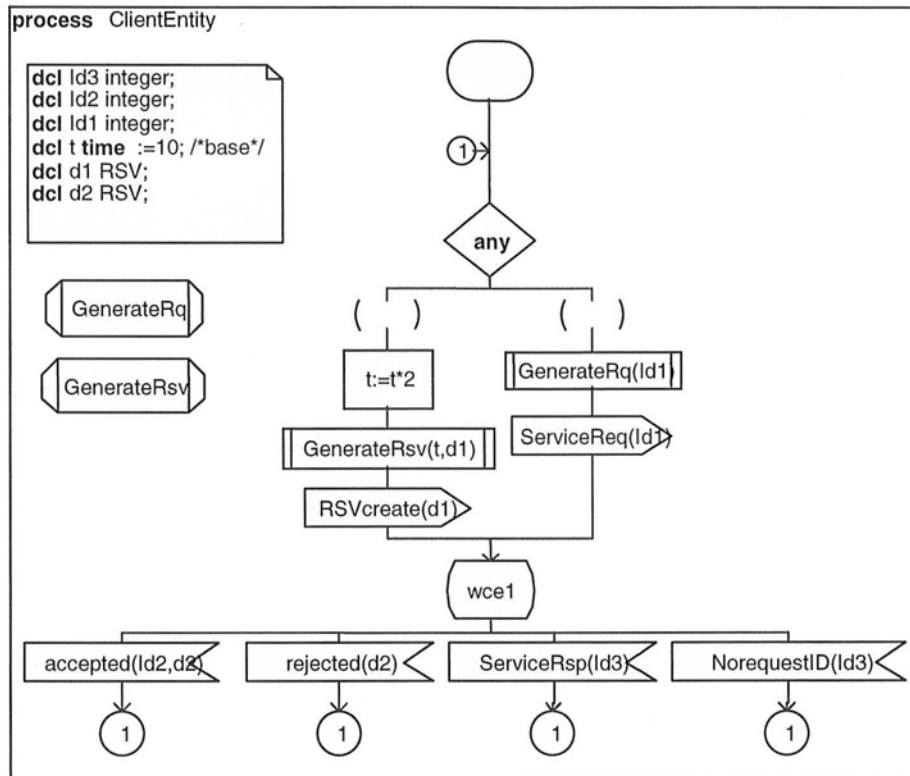 process ClientEntity
dcl Id3 integer;
dcl Id2 integer;
dcl Id1 integer;
dcl t time :=10; /*base*/
dcl d1 RSV;
dcl d2 RSV;
1
any
( ) ( )
GenerateRq
GenerateRsv
t:=t*2
GenerateRq(Id1)
GenerateRsv(t,d1)
ServiceReq(Id1)
RSVcreate(d1)
wce1
accepted(Id2,d2) rejected(d2) ServiceRsp(Id3) NorequestID(Id3)
1 1 1 1